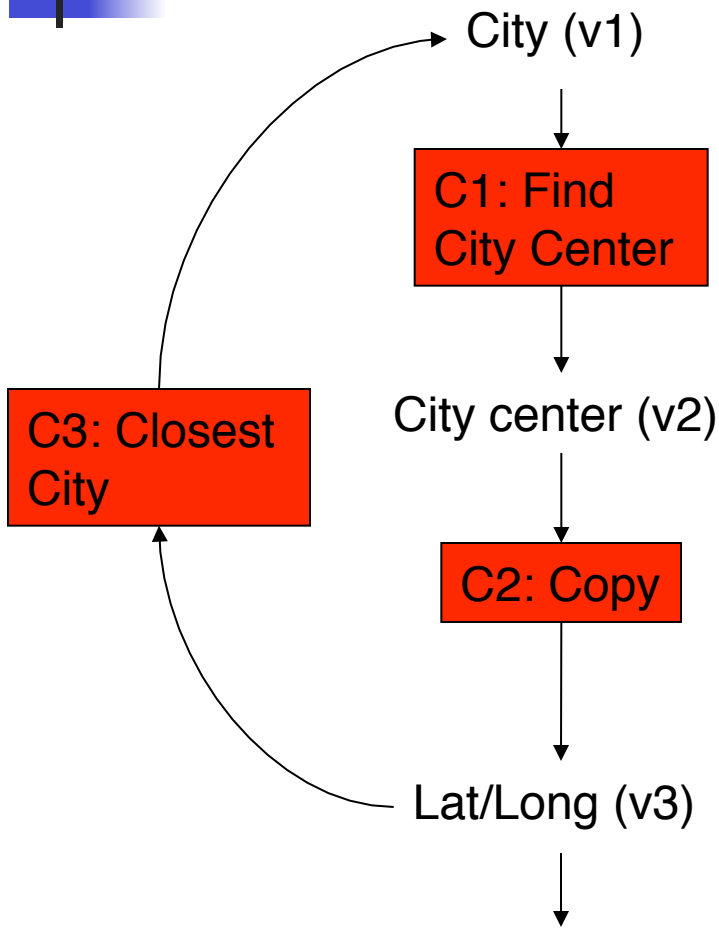 City (v1)
C1: Find
City Center
City center (v2)
C3: Closest
City
C2: Copy
Lat/Long (v3)